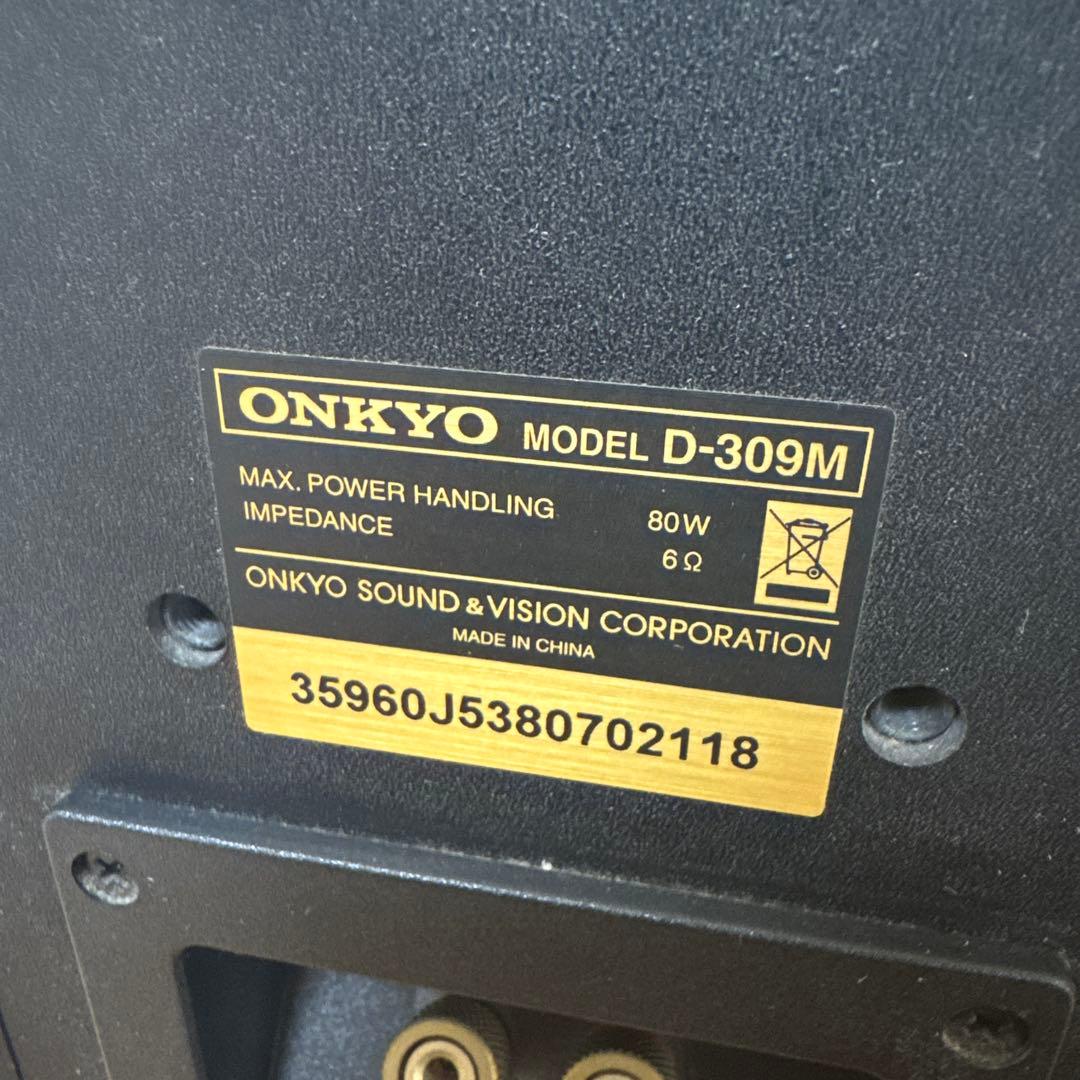 ONKYO MODEL D-309M
MAX. POWER HANDLING 80W
IMPEDANCE 6Ω
ONKYO SOUND & VISION CORPORATION
MADE IN CHINA
35960J5380702118